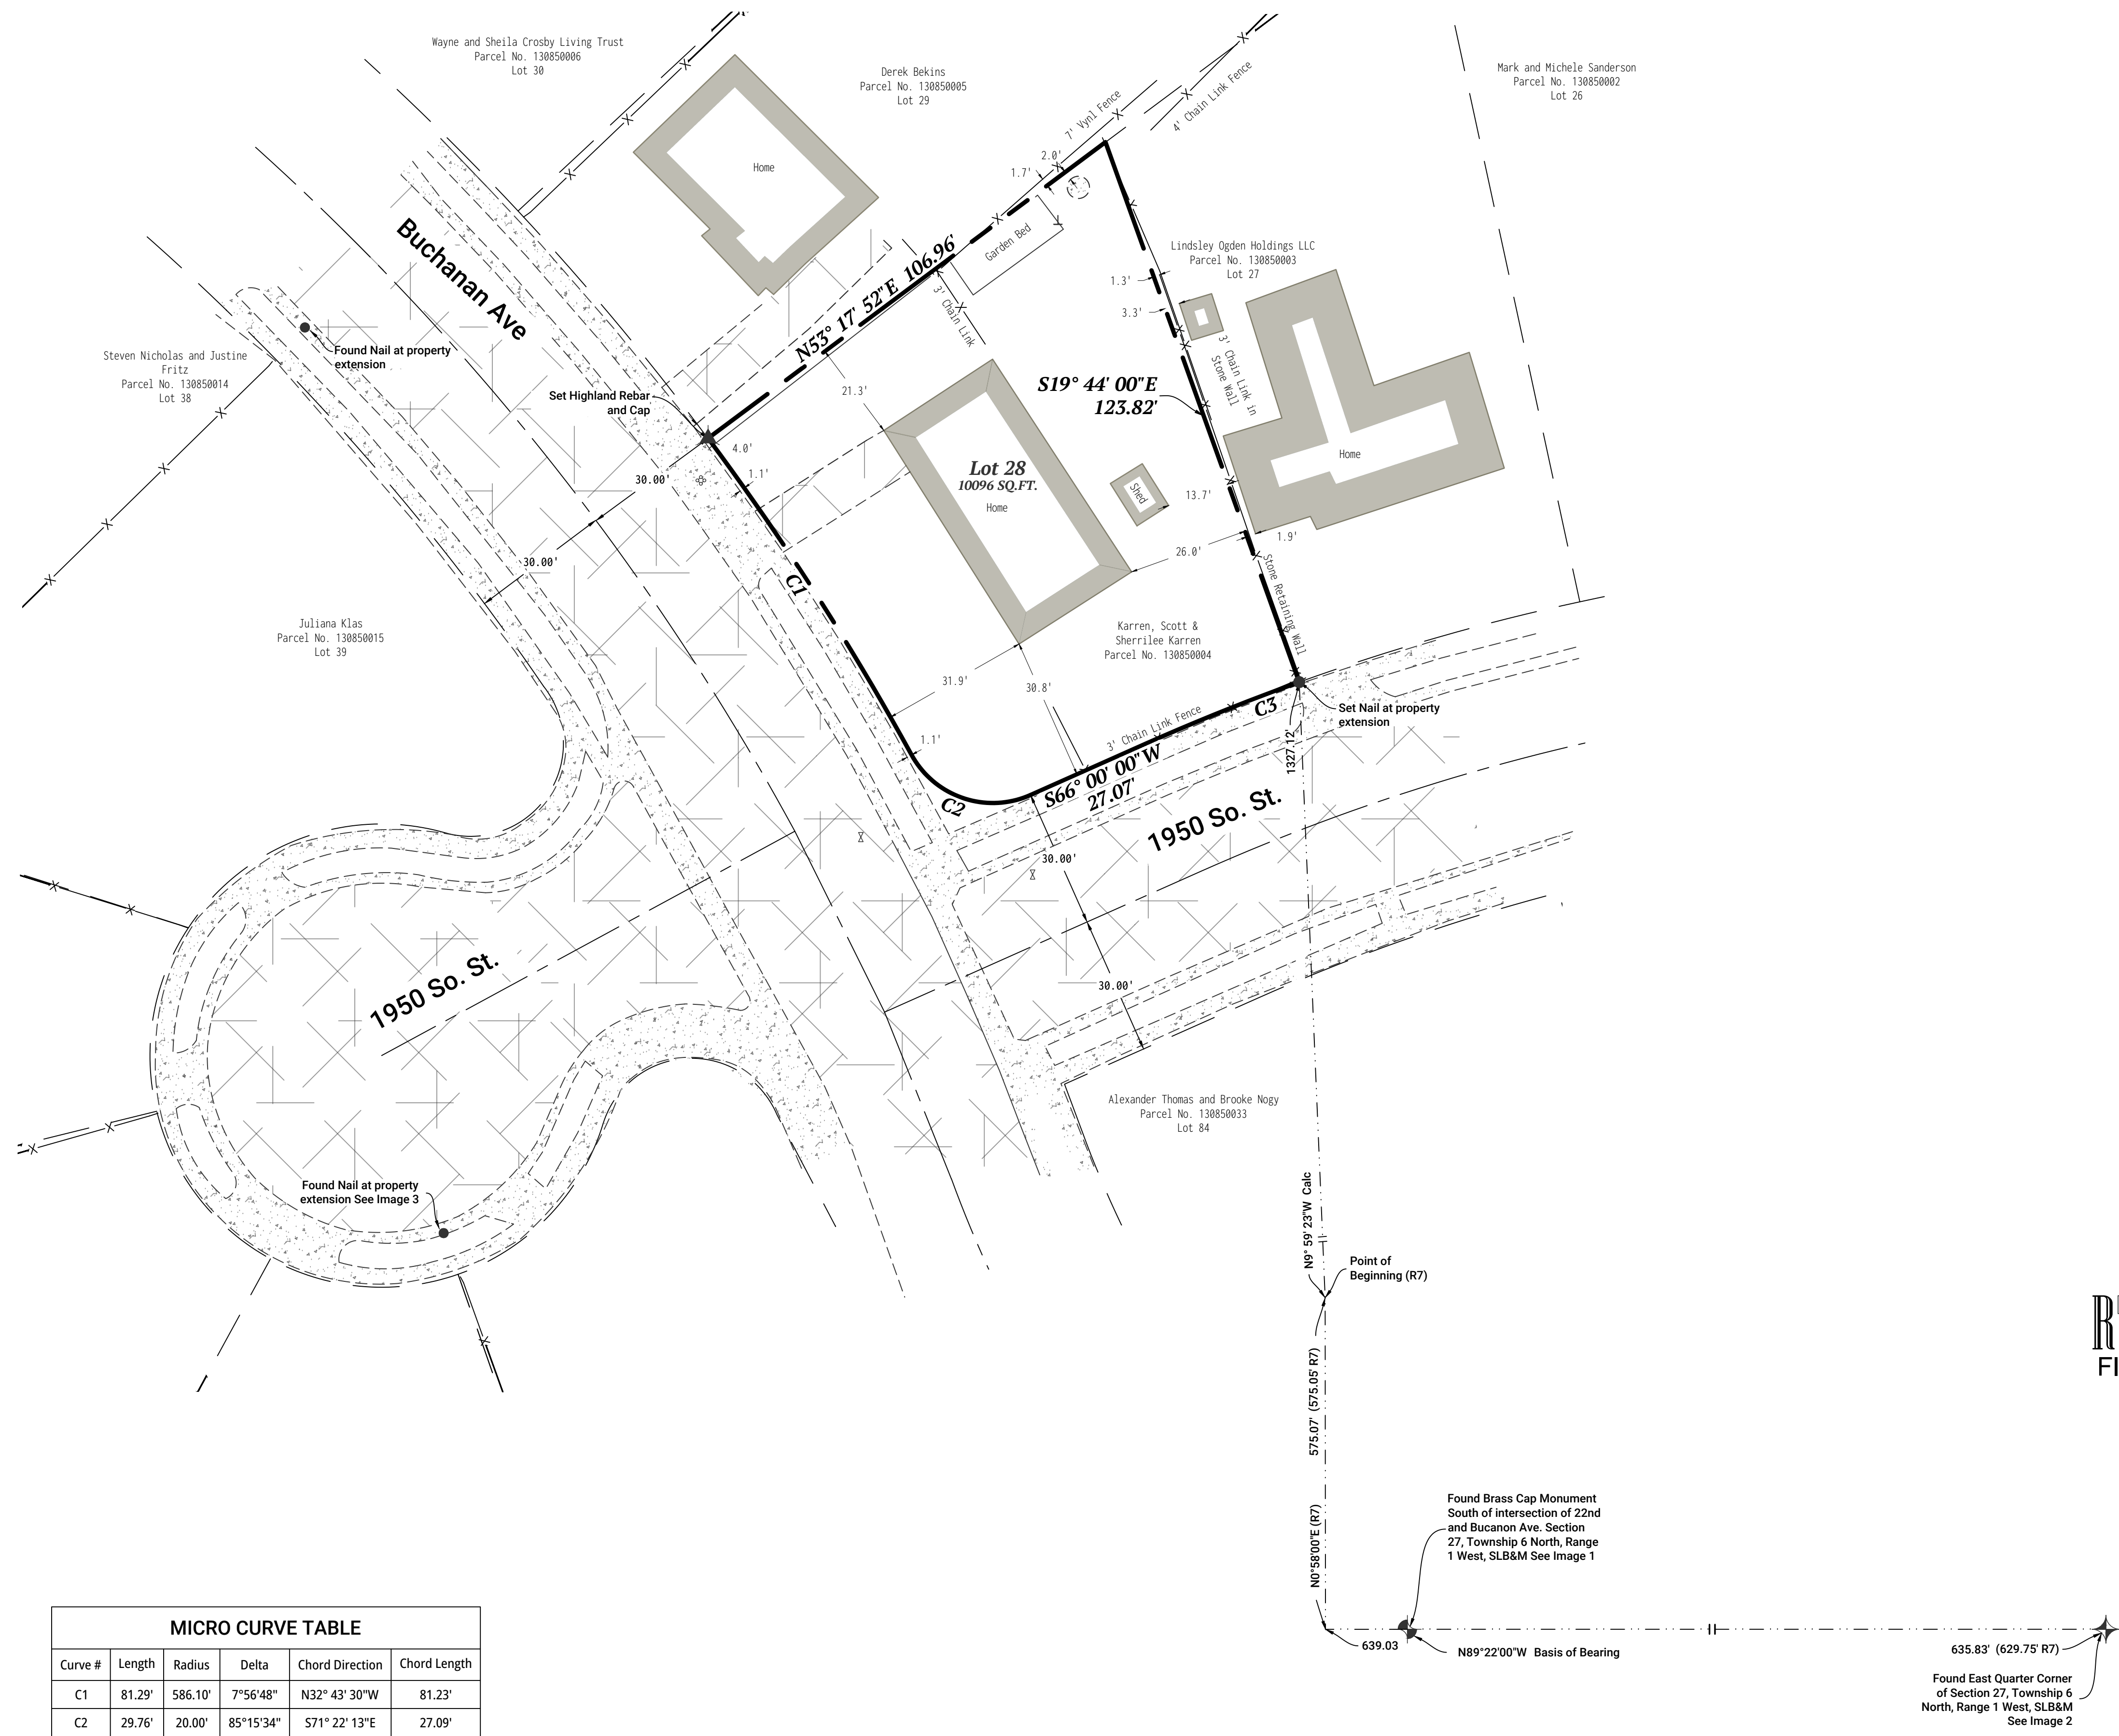 Wayne and Sheila Crosby Living Trust
Parcel No. 130850006
Lot 30
Derek Bekins
Parcel No. 130850005
Lot 29
Mark and Michele Sanderson
Parcel No. 130850002
Lot 26
7' Vynl Fence
4' Chain Link Fence
Home
2.0'
1.7'
Garden Bed
Buchanan Ave
N53° 17' 52"E 106.96'
3' Chain Link
Lindsley Ogden Holdings LLC
Parcel No. 130850003
Lot 27
1.3'
3.3'
3' Chain Link in
Stone Wall
Found Nail at property
extension
Steven Nicholas and Justine
Fritz
Parcel No. 130850014
Lot 38
Set Highland Rebar
and Cap
21.3'
S19° 44' 00"E
123.82'
4.0'
1.1'
30.00'
Lot 28
10096 SQ.FT.
Home
Shed
13.7'
Home
30.00'
26.0'
1.9'
C1
Stone Retaining Wall
Juliana Klas
Parcel No. 130850015
Lot 39
Karren, Scott &
Sherrilee Karren
Parcel No. 130850004
31.9'
30.8'
1.1'
3' Chain Link Fence
C3
Set Nail at property
extension
1327.12'
S66° 00' 00"W
27.07'
C2
1950 So. St.
30.00'
1950 So. St.
30.00'
Alexander Thomas and Brooke Nogy
Parcel No. 130850033
Lot 84
Found Nail at property
extension See Image 3
N9° 59' 23"W Calc
Point of
Beginning (R7)
R
FI
575.07' (575.05' R7)
N0°58'00"E (R7)
Found Brass Cap Monument
South of intersection of 22nd
and Bucanon Ave. Section
27, Township 6 North, Range
1 West, SLB&M See Image 1
639.03
N89°22'00"W Basis of Bearing
635.83' (629.75' R7)
Found East Quarter Corner
of Section 27, Township 6
North, Range 1 West, SLB&M
See Image 2
MICRO CURVE TABLE
Curve # Length Radius Delta Chord Direction Chord Length
C1 81.29' 586.10' 7°56'48" N32° 43' 30"W 81.23'
C2 29.76' 20.00' 85°15'34" S71° 22' 13"E 27.09'